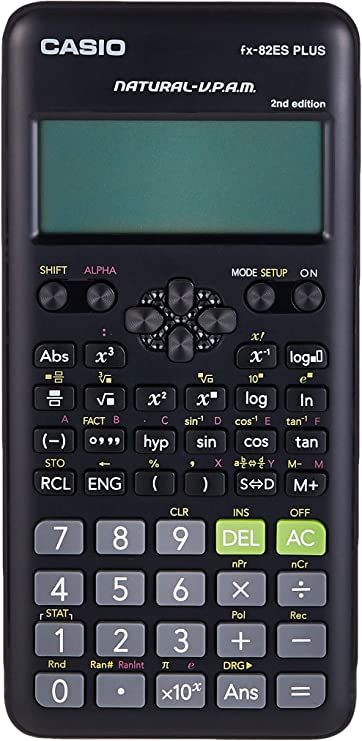 CASIO fx-82ES PLUS
NATURAL-V.P.A.M.
2nd edition
SHIFT ALPHA MODE SETUP ON
: x!
Abs x³ x⁻¹ log▪▯
▪▭/▭ ³√▭ ▪√▭ 10▪ e▪
▭/▭ √▪ x² x▪ log ln
A FACT B C sin⁻¹ D cos⁻¹ E tan⁻¹ F
(−) °,,, hyp sin cos tan
STO ← % , X a b/c⇔d/c Y M− M
RCL ENG ( ) S⇔D M+
CLR INS OFF
7 8 9 DEL AC
nPr nCr
4 5 6 × ÷
STAT Pol Rec
1 2 3 + −
Rnd Ran# RanInt π e DRG▶
0 • ×10ˣ Ans =